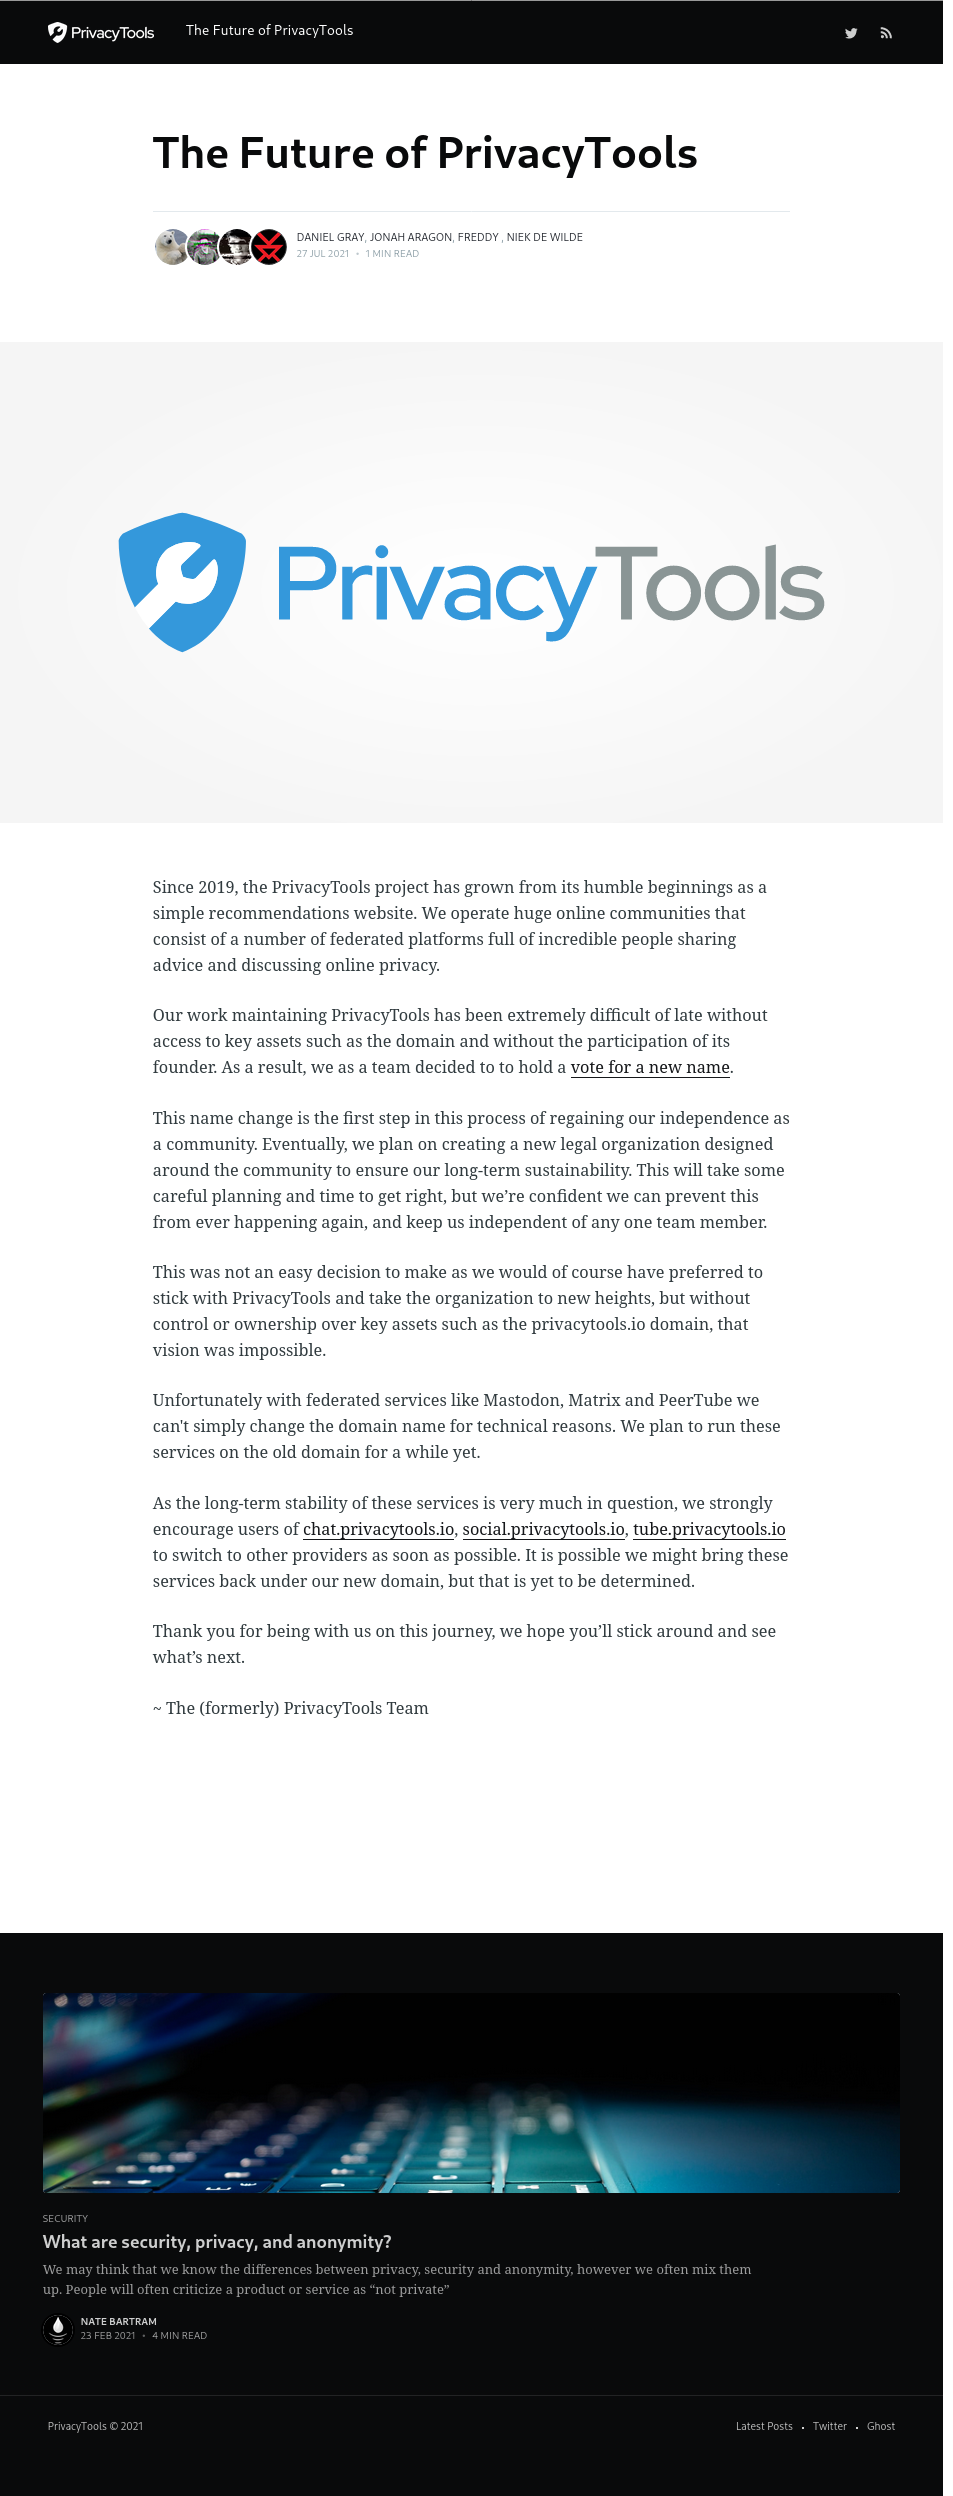 PrivacyTools
The Future of PrivacyTools
The Future of PrivacyTools
DANIEL GRAY, JONAH ARAGON, FREDDY , NIEK DE WILDE
27 JUL 2021 • 1 MIN READ
PrivacyTools
Since 2019, the PrivacyTools project has grown from its humble beginnings as a
simple recommendations website. We operate huge online communities that
consist of a number of federated platforms full of incredible people sharing
advice and discussing online privacy.
Our work maintaining PrivacyTools has been extremely difficult of late without
access to key assets such as the domain and without the participation of its
founder. As a result, we as a team decided to to hold a vote for a new name.
This name change is the first step in this process of regaining our independence as
a community. Eventually, we plan on creating a new legal organization designed
around the community to ensure our long-term sustainability. This will take some
careful planning and time to get right, but we’re confident we can prevent this
from ever happening again, and keep us independent of any one team member.
This was not an easy decision to make as we would of course have preferred to
stick with PrivacyTools and take the organization to new heights, but without
control or ownership over key assets such as the privacytools.io domain, that
vision was impossible.
Unfortunately with federated services like Mastodon, Matrix and PeerTube we
can't simply change the domain name for technical reasons. We plan to run these
services on the old domain for a while yet.
As the long-term stability of these services is very much in question, we strongly
encourage users of chat.privacytools.io, social.privacytools.io, tube.privacytools.io
to switch to other providers as soon as possible. It is possible we might bring these
services back under our new domain, but that is yet to be determined.
Thank you for being with us on this journey, we hope you’ll stick around and see
what’s next.
~ The (formerly) PrivacyTools Team
SECURITY
What are security, privacy, and anonymity?
We may think that we know the differences between privacy, security and anonymity, however we often mix them
up. People will often criticize a product or service as “not private”
NATE BARTRAM
23 FEB 2021 • 4 MIN READ
PrivacyTools © 2021
Latest Posts • Twitter • Ghost